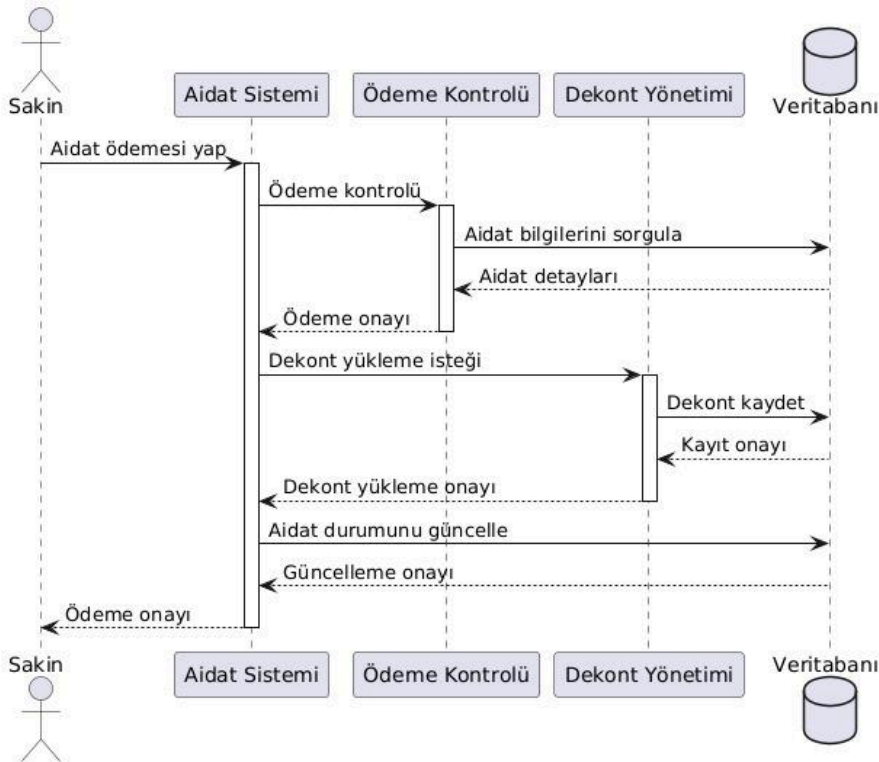 Sakin
Aidat Sistemi
Ödeme Kontrolü
Dekont Yönetimi
Veritabanı
Aidat ödemesi yap
Ödeme kontrolü
Aidat bilgilerini sorgula
Aidat detayları
Ödeme onayı
Dekont yükleme isteği
Dekont kaydet
Kayıt onayı
Dekont yükleme onayı
Aidat durumunu güncelle
Güncelleme onayı
Ödeme onayı
Sakin
Aidat Sistemi
Ödeme Kontrolü
Dekont Yönetimi
Veritabanı